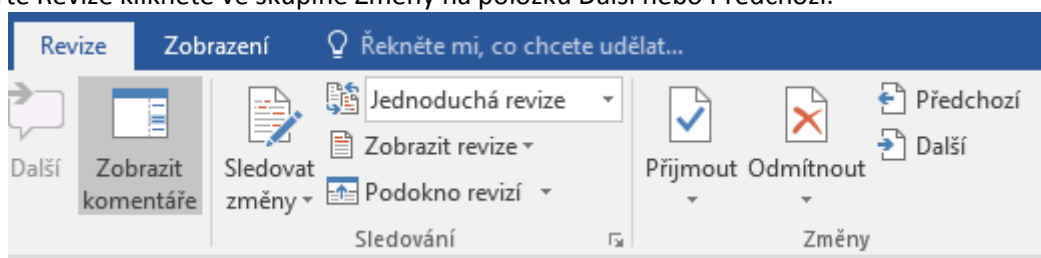 te Revize klikněte ve skupině Změny na položku Další nebo Předchozí.
Revize Zobrazení Řekněte mi, co chcete udělat...
Další
Zobrazit
komentáře
Sledovat
změny
Jednoduchá revize
Zobrazit revize
Podokno revizí
Sledování
Přijmout
Odmítnout
Předchozí
Další
Změny